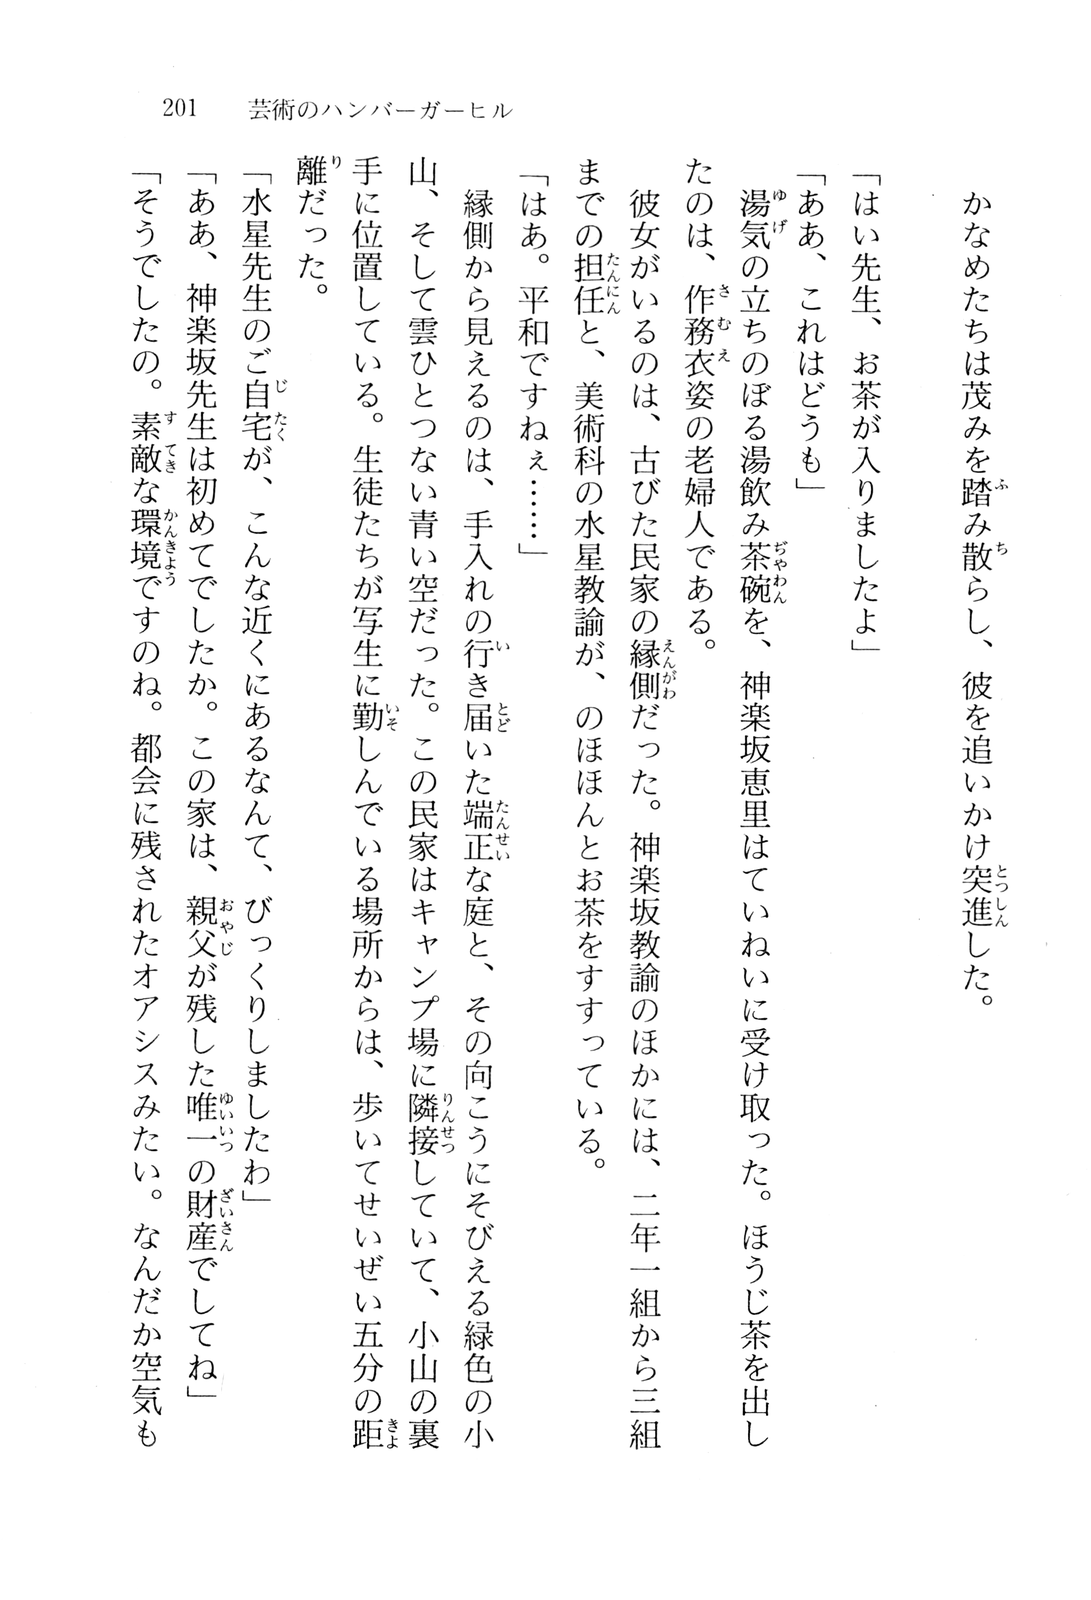 201 芸術のハンバーガーヒル
かなめたちは茂みを踏み散らし、彼を追いかけ突進した。
「はい先生、お茶が入りましたよ」
「ああ、これはどうも」
湯気の立ちのぼる湯飲み茶碗を、神楽坂恵里はていねいに受け取った。ほうじ茶を出し
たのは、作務衣姿の老婦人である。
彼女がいるのは、古びた民家の縁側だった。神楽坂教諭のほかには、二年一組から三組
までの担任と、美術科の水星教諭が、のほほんとお茶をすすっている。
「はあ。平和ですねぇ……」
縁側から見えるのは、手入れの行き届いた端正な庭と、その向こうにそびえる緑色の小
山、そして雲ひとつない青い空だった。この民家はキャンプ場に隣接していて、小山の裏
手に位置している。生徒たちが写生に勤しんでいる場所からは、歩いてせいぜい五分の距
離だった。
「水星先生のご自宅が、こんな近くにあるなんて、びっくりしましたわ」
「ああ、神楽坂先生は初めてでしたか。この家は、親父が残した唯一の財産でしてね」
「そうでしたの。素敵な環境ですのね。都会に残されたオアシスみたい。なんだか空気も